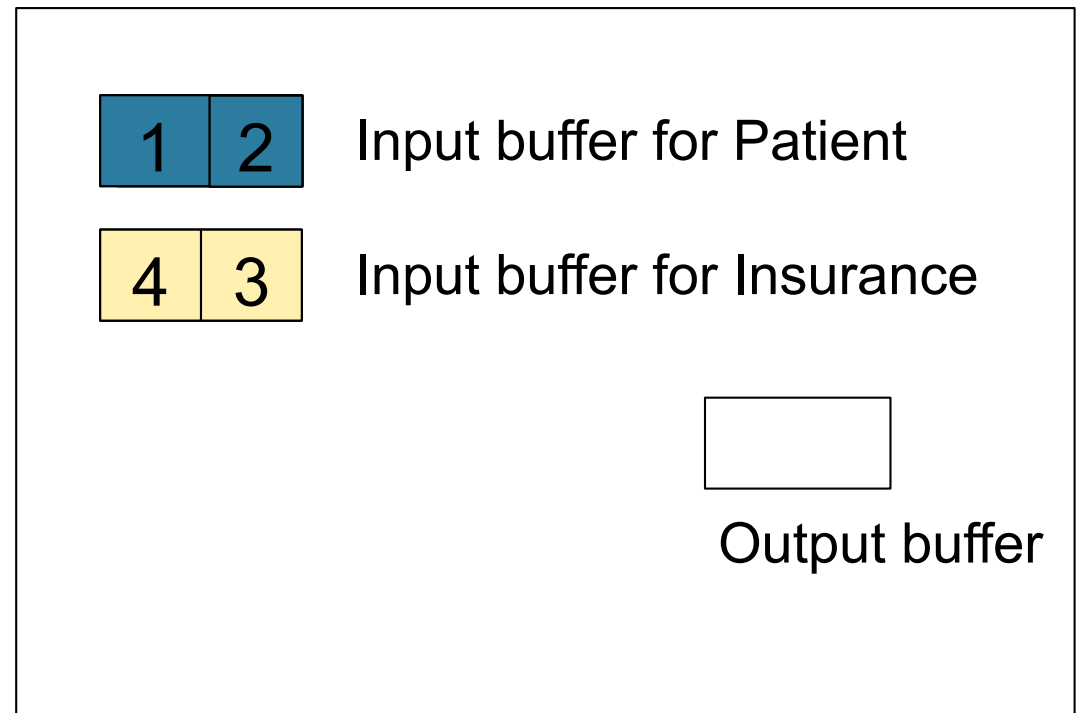 1 2 Input buffer for Patient
4 3 Input buffer for Insurance
Output buffer